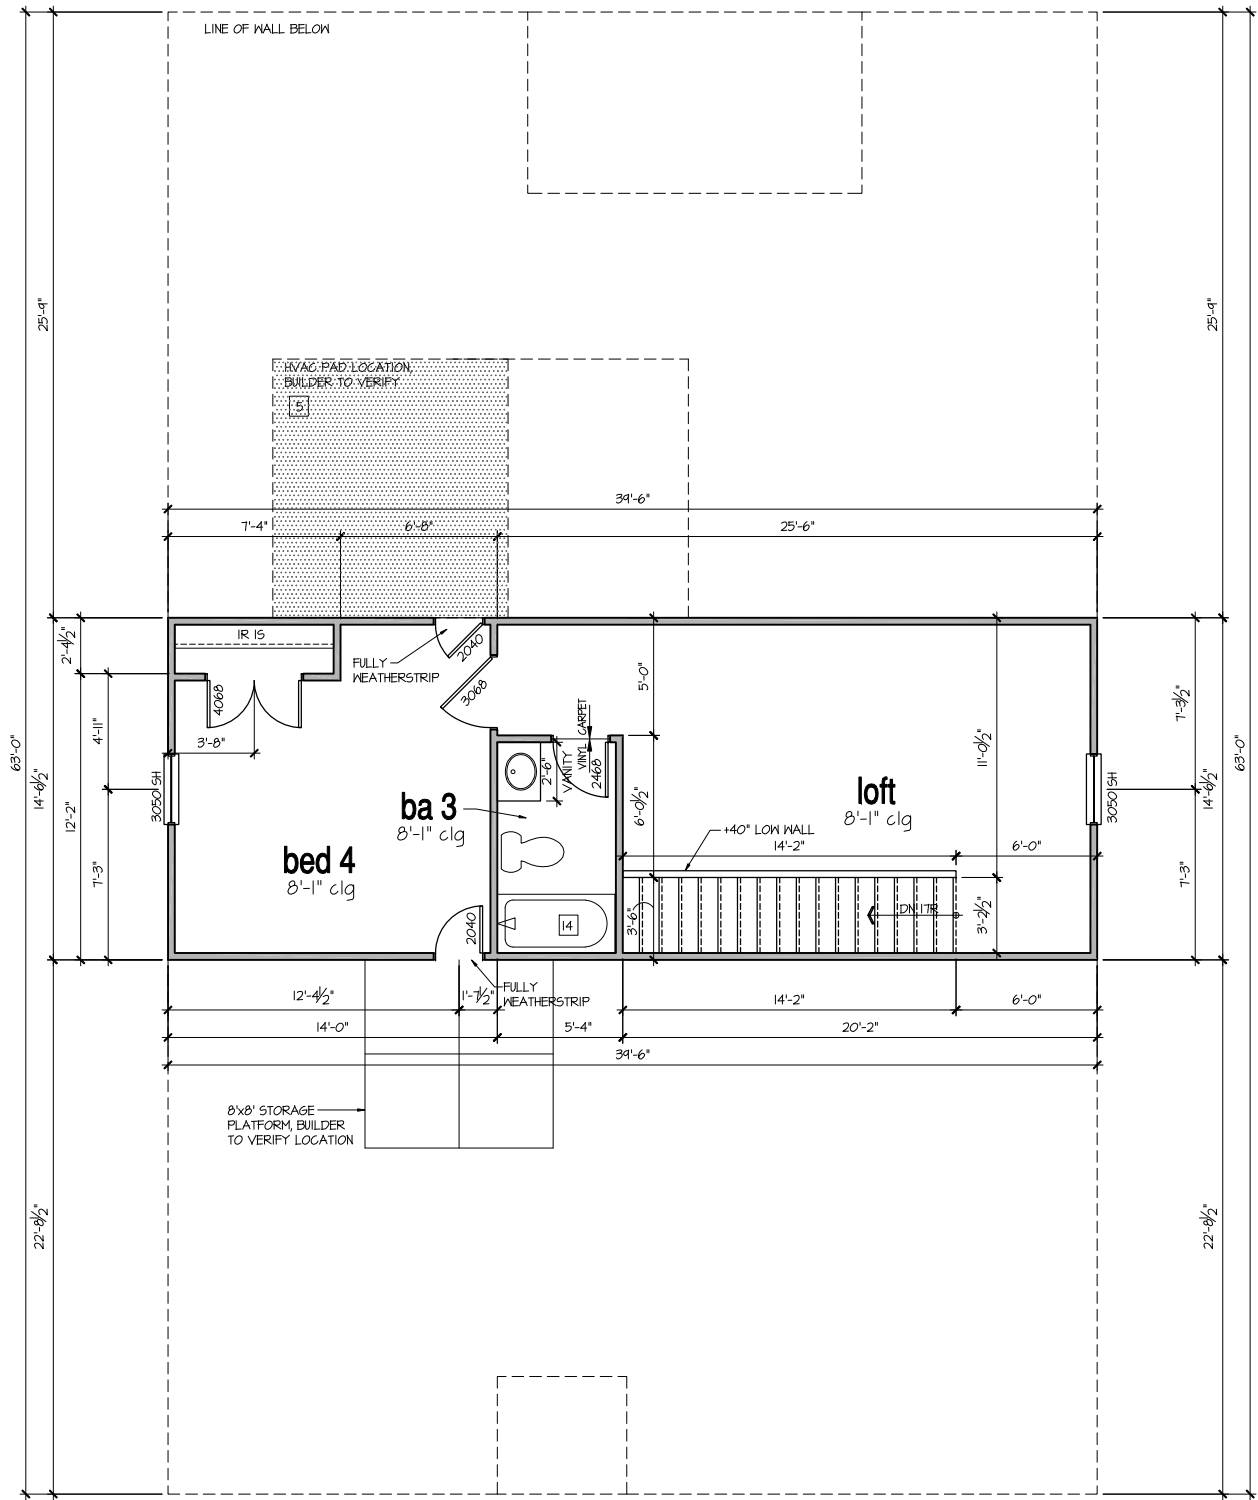 LINE OF WALL BELOW
25'-9"
25'-9"
HVAC PAD LOCATION,
BUILDER TO VERIFY
5
39'-6"
7'-4"
6'-8"
25'-6"
63'-0"
14'-6½"
2'-4½"
12'-2"
4'-11"
7'-3"
1R 1S
4068
3'-8"
3050 SH
FULLY
WEATHERSTRIP
2040
3068
5'-0"
CARPET
VINYL
2468
VANITY
2'-6"
6'-0½"
11'-0½"
ba 3
8'-1" clg
bed 4
8'-1" clg
loft
8'-1" clg
+40" LOW WALL
14'-2"
6'-0"
3'-6"
DN 17R
3'-2½"
14
2040
3050 SH
7'-3½"
7'-3"
14'-6½"
63'-0"
FULLY
WEATHERSTRIP
12'-4½"
1'-7½"
14'-2"
6'-0"
14'-0"
5'-4"
20'-2"
39'-6"
8'x8' STORAGE
PLATFORM, BUILDER
TO VERIFY LOCATION
22'-8½"
22'-8½"